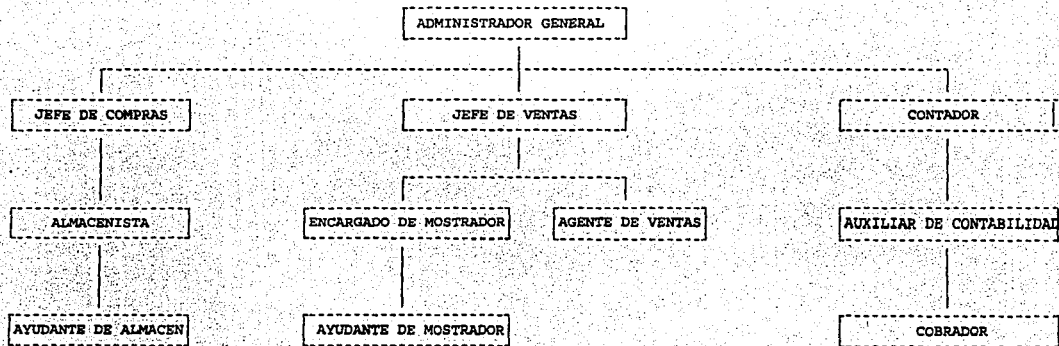 ADMINISTRADOR GENERAL
JEFE DE COMPRAS
JEFE DE VENTAS
CONTADOR
ALMACENISTA
ENCARGADO DE MOSTRADOR
AGENTE DE VENTAS
AUXILIAR DE CONTABILIDAD
AYUDANTE DE ALMACEN
AYUDANTE DE MOSTRADOR
COBRADOR